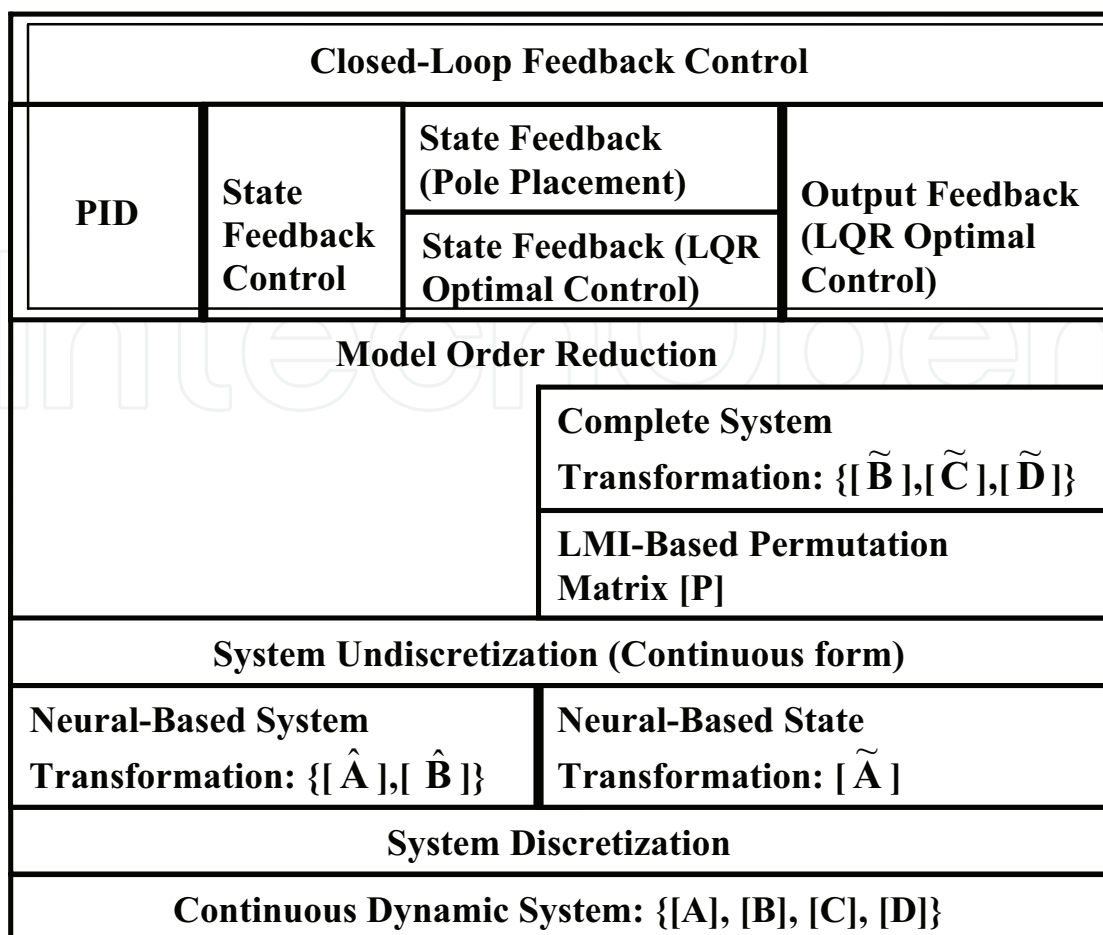 Closed-Loop Feedback Control
PID
State
Feedback
Control
State Feedback
(Pole Placement)
State Feedback (LQR
Optimal Control)
Output Feedback
(LQR Optimal
Control)
Model Order Reduction
IntechOpen
Complete System
Transformation: {[ B̃ ],[ C̃ ],[ D̃ ]}
LMI-Based Permutation
Matrix [P]
System Undiscretization (Continuous form)
Neural-Based System
Transformation: {[ Â ],[ B̂ ]}
Neural-Based State
Transformation: [ Ã ]
System Discretization
Continuous Dynamic System: {[A], [B], [C], [D]}